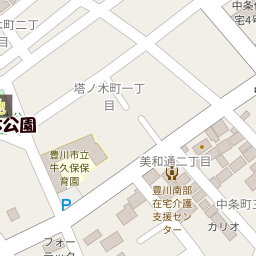 木町二丁
目
中条
宅4号
塔ノ木町一丁
目
公園
豊川市立
牛久保保
育園
美和通二丁目
豊川南部
在宅介護
支援センター
中条町三
カリオ
P
フォー
テック